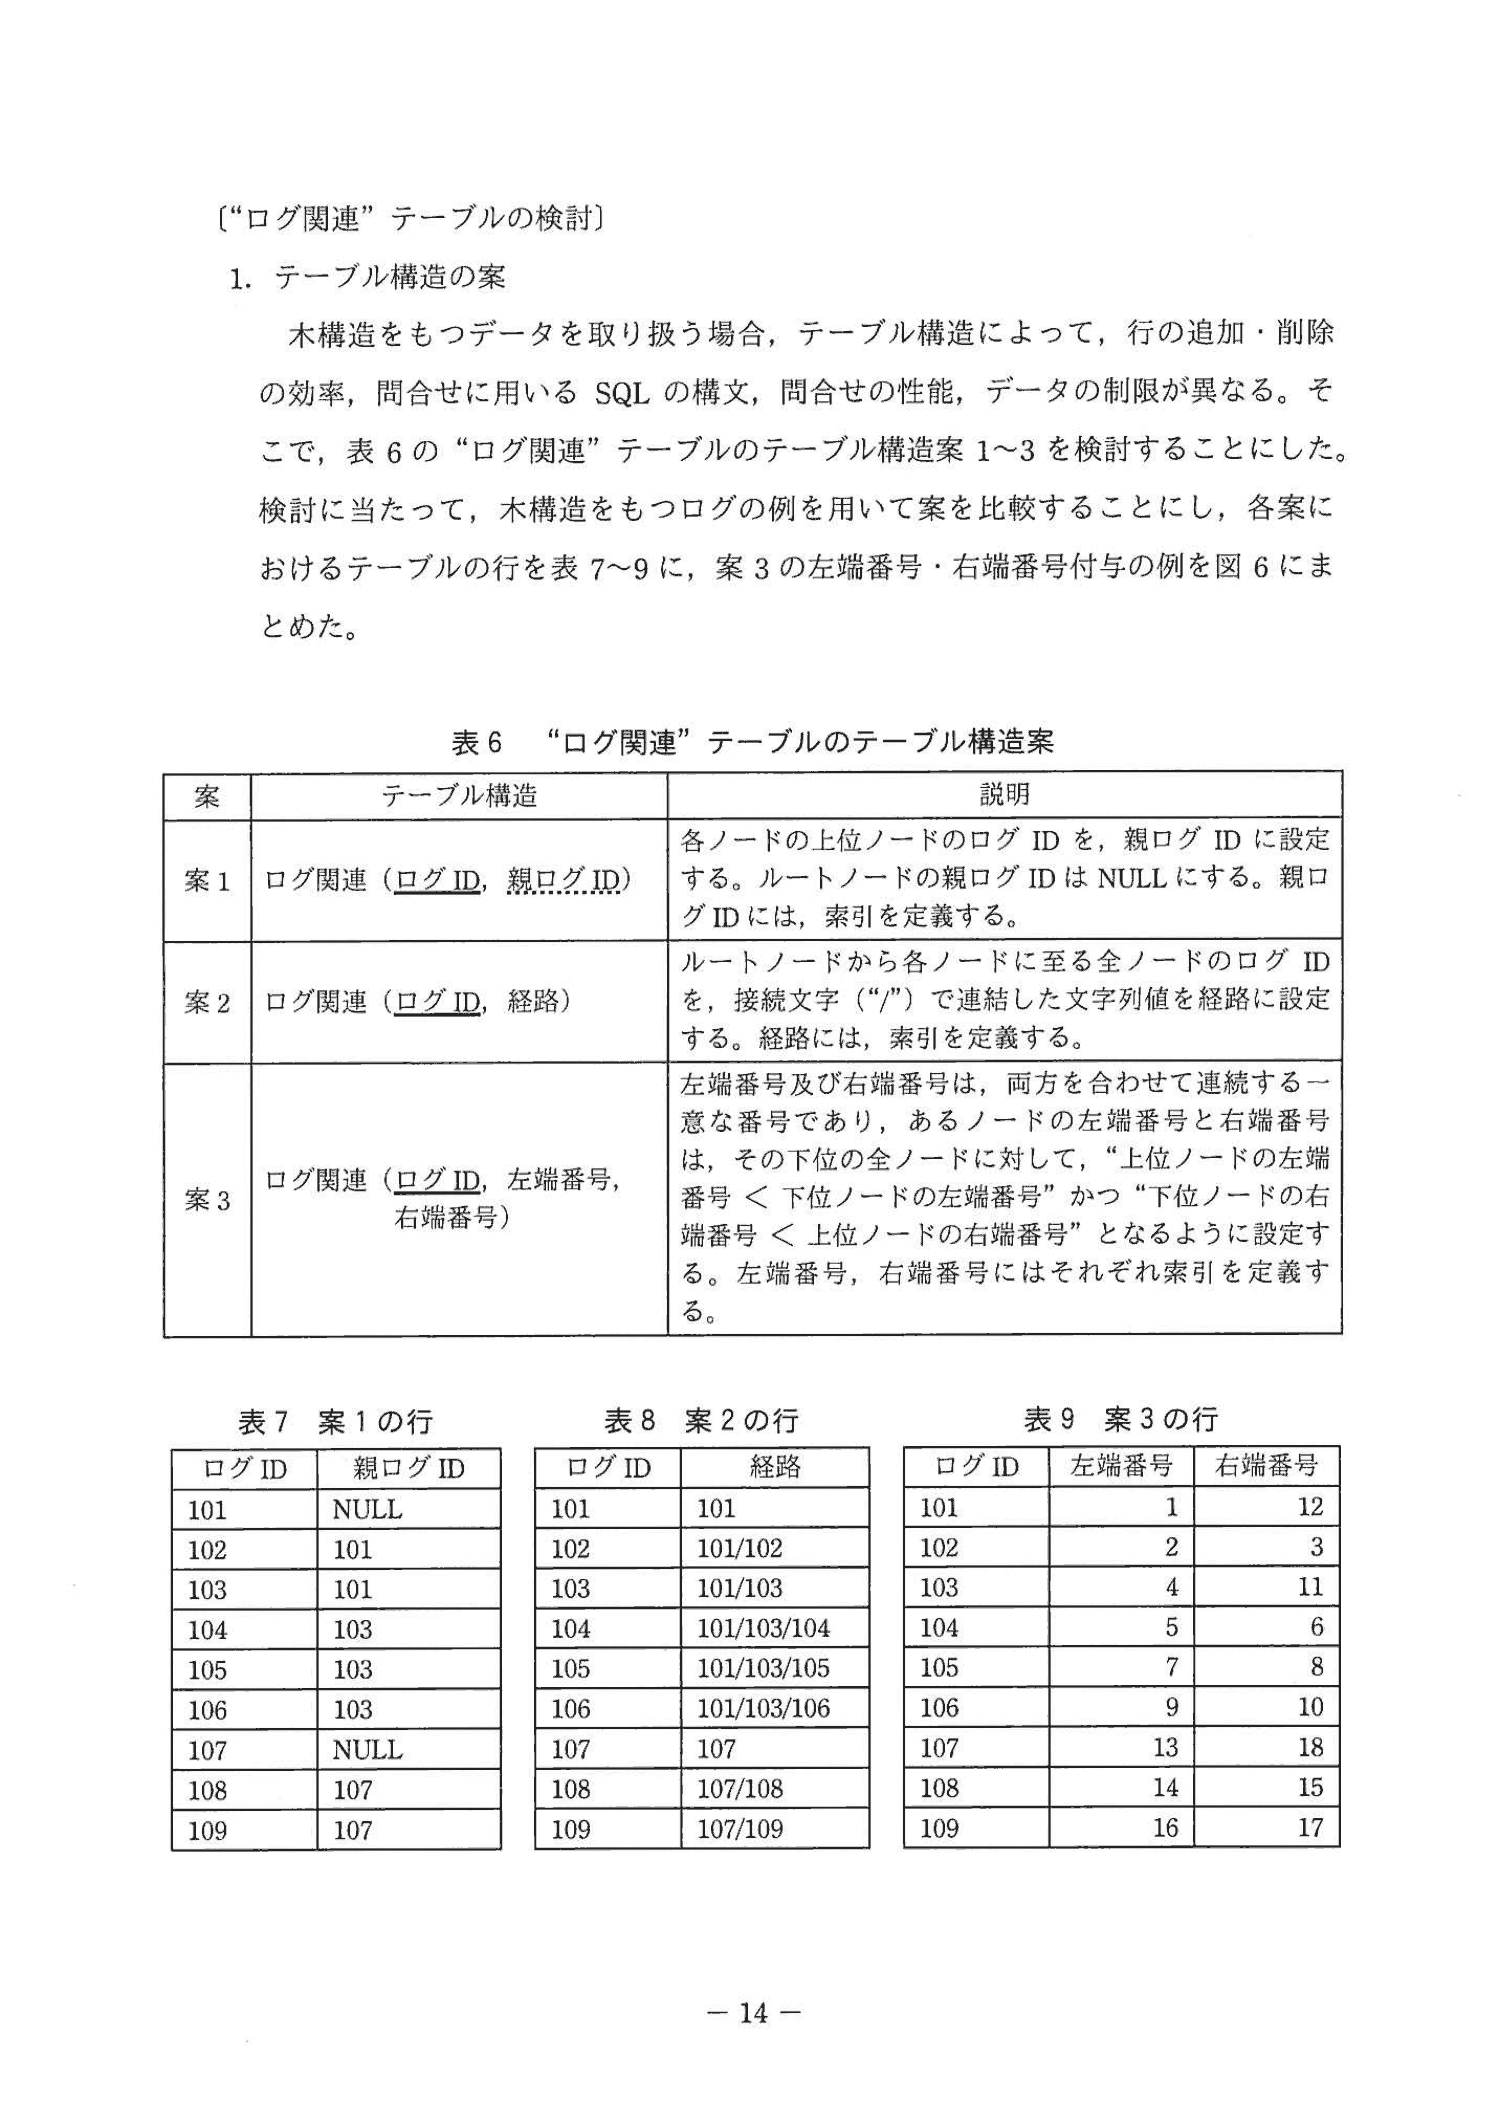 〔“ログ関連” テーブルの検討〕
1. テーブル構造の案
木構造をもつデータを取り扱う場合，テーブル構造によって，行の追加・削除
の効率，問合せに用いる SQL の構文，問合せの性能，データの制限が異なる。そ
こで，表 6 の “ログ関連” テーブルのテーブル構造案 1～3 を検討することにした。
検討に当たって，木構造をもつログの例を用いて案を比較することにし，各案に
おけるテーブルの行を表 7～9 に，案 3 の左端番号・右端番号付与の例を図 6 にま
とめた。
表 6 “ログ関連” テーブルのテーブル構造案
案 テーブル構造 説明
案 1 ログ関連（ログ ID，親ログ ID） 各ノードの上位ノードのログ ID を，親ログ ID に設定
する。ルートノードの親ログ ID は NULL にする。親ロ
グ ID には，索引を定義する。
案 2 ログ関連（ログ ID，経路） ルートノードから各ノードに至る全ノードのログ ID
を，接続文字（“/”）で連結した文字列値を経路に設定
する。経路には，索引を定義する。
案 3 ログ関連（ログ ID，左端番号，
右端番号）
左端番号及び右端番号は，両方を合わせて連続する一
意な番号であり，あるノードの左端番号と右端番号
は，その下位の全ノードに対して，“上位ノードの左端
番号 ＜ 下位ノードの左端番号” かつ “下位ノードの右
端番号 ＜ 上位ノードの右端番号” となるように設定す
る。左端番号，右端番号にはそれぞれ索引を定義す
る。
表 7 案 1 の行
ログ ID 親ログ ID
101 NULL
102 101
103 101
104 103
105 103
106 103
107 NULL
108 107
109 107
表 8 案 2 の行
ログ ID 経路
101 101
102 101/102
103 101/103
104 101/103/104
105 101/103/105
106 101/103/106
107 107
108 107/108
109 107/109
表 9 案 3 の行
ログ ID 左端番号 右端番号
101 1 12
102 2 3
103 4 11
104 5 6
105 7 8
106 9 10
107 13 18
108 14 15
109 16 17
－ 14 －